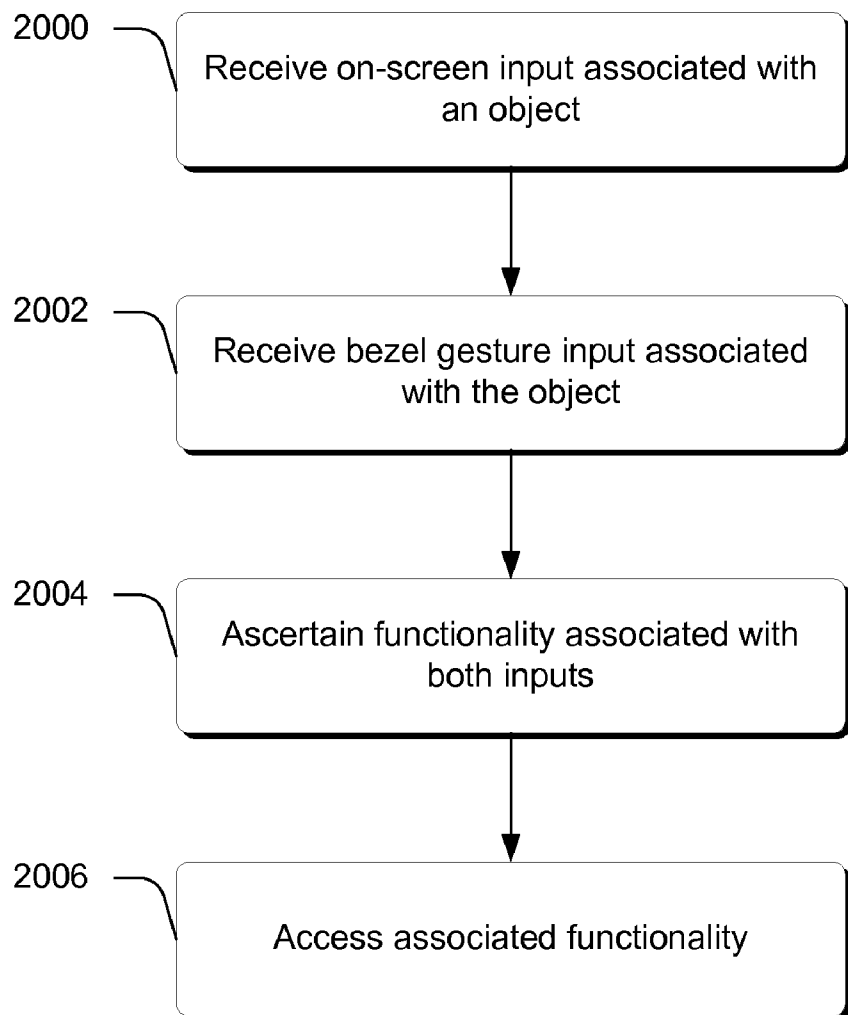 2000
Receive on-screen input associated with
an object
2002
Receive bezel gesture input associated
with the object
2004
Ascertain functionality associated with
both inputs
2006
Access associated functionality